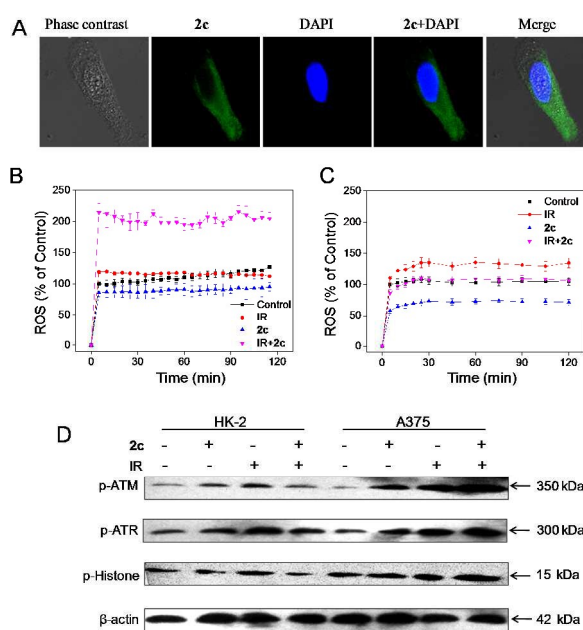 A
Phase contrast 2c DAPI 2c+DAPI Merge
B
ROS (% of Control)
250
200
150
100
50
0
0 30 60 90 120
Time (min)
Control
IR
2c
IR+2c
C
ROS (% of Control)
250
200
150
100
50
0
0 30 60 90 120
Time (min)
Control
IR
2c
IR+2c
D
HK-2 A375
2c - + - + - + - +
IR - - + + - - + +
p-ATM 350 kDa
p-ATR 300 kDa
p-Histone 15 kDa
β-actin 42 kDa